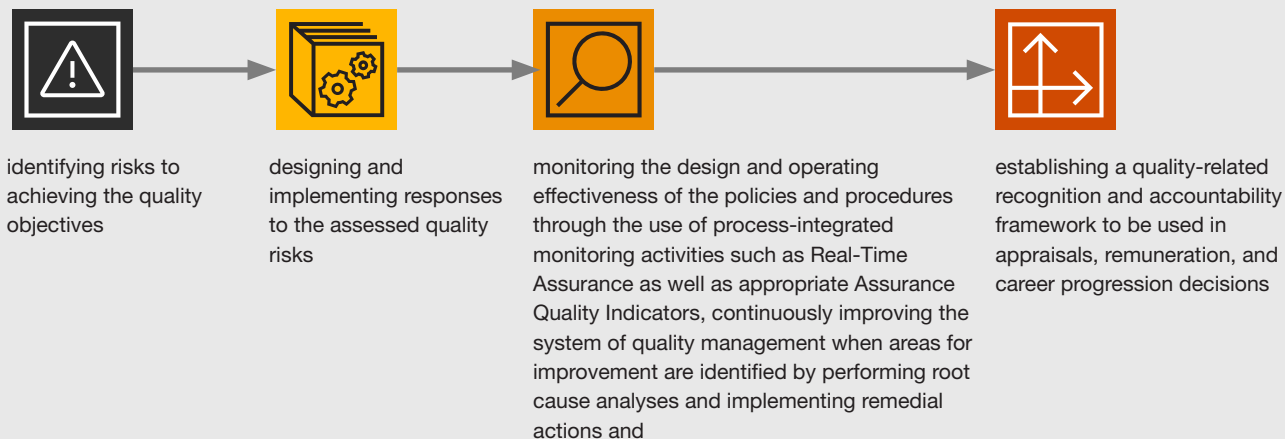 identifying risks to
achieving the quality
objectives
designing and
implementing responses
to the assessed quality
risks
monitoring the design and operating
effectiveness of the policies and procedures
through the use of process-integrated
monitoring activities such as Real-Time
Assurance as well as appropriate Assurance
Quality Indicators, continuously improving the
system of quality management when areas for
improvement are identified by performing root
cause analyses and implementing remedial
actions and
establishing a quality-related
recognition and accountability
framework to be used in
appraisals, remuneration, and
career progression decisions